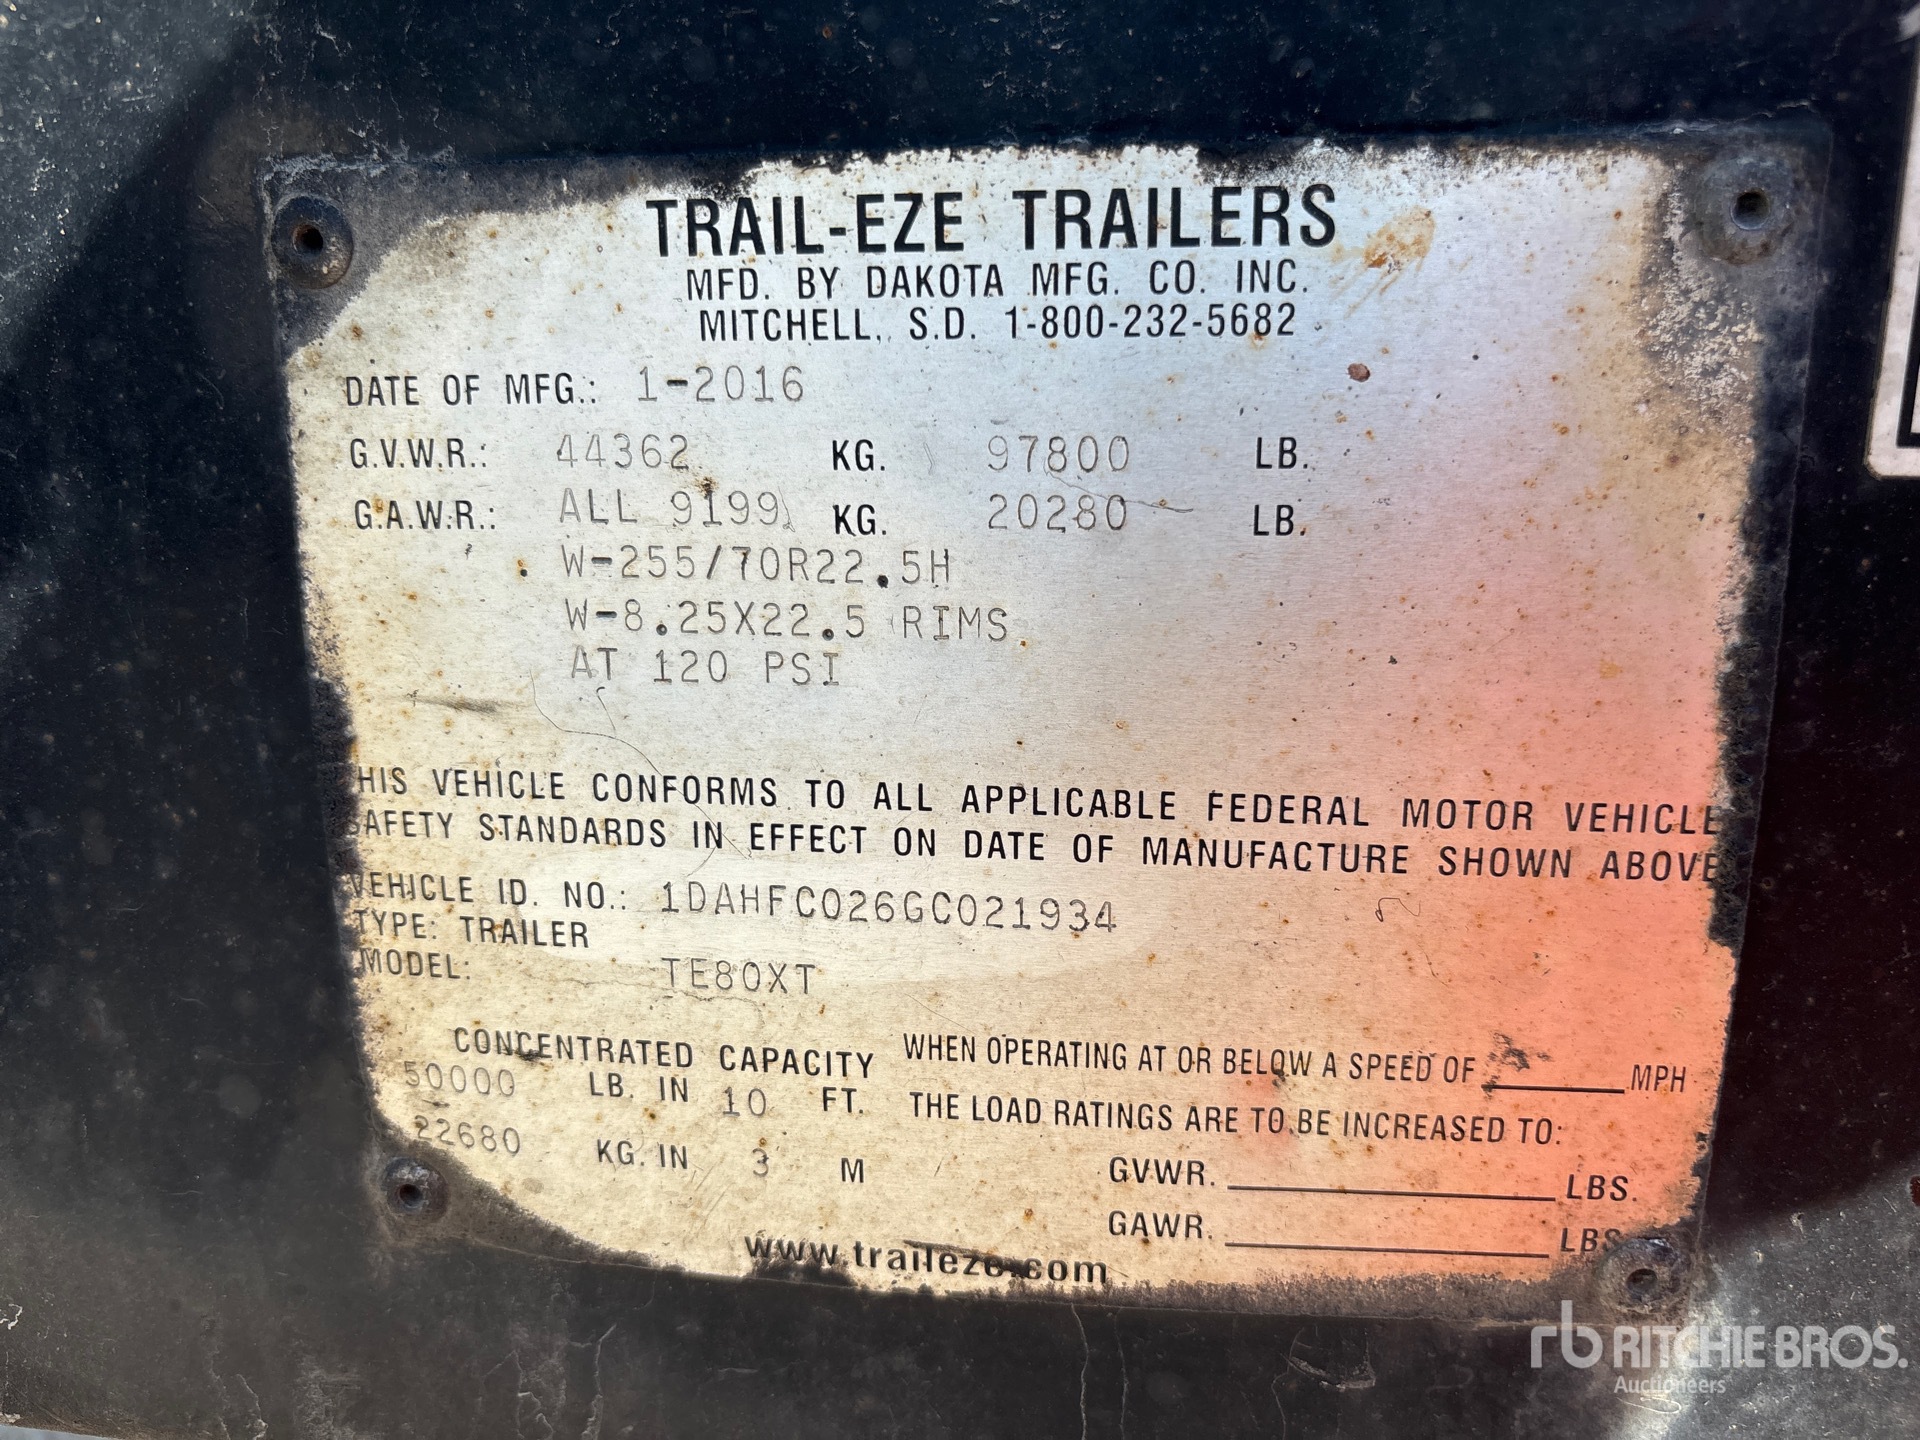 TRAIL-EZE TRAILERS
MFD. BY DAKOTA MFG. CO. INC.
MITCHELL, S.D. 1-800-232-5682
DATE OF MFG.: 1-2016
G.V.W.R.: 44362 KG. 97800 LB.
G.A.W.R.: ALL 9199 KG. 20280 LB.
W-255/70R22.5H
W-8.25X22.5 RIMS
AT 120 PSI
HIS VEHICLE CONFORMS TO ALL APPLICABLE FEDERAL MOTOR VEHICLE
SAFETY STANDARDS IN EFFECT ON DATE OF MANUFACTURE SHOWN ABOVE
VEHICLE ID. NO.: 1DAHFC026GC021934
TYPE: TRAILER
MODEL: TE80XT
CONCENTRATED CAPACITY
50000 LB. IN 10 FT.
22680 KG. IN 3 M
WHEN OPERATING AT OR BELOW A SPEED OF MPH
THE LOAD RATINGS ARE TO BE INCREASED TO:
GVWR. LBS.
GAWR. LBS
www.traileze.com
rb RITCHIE BROS.
Auctioneers